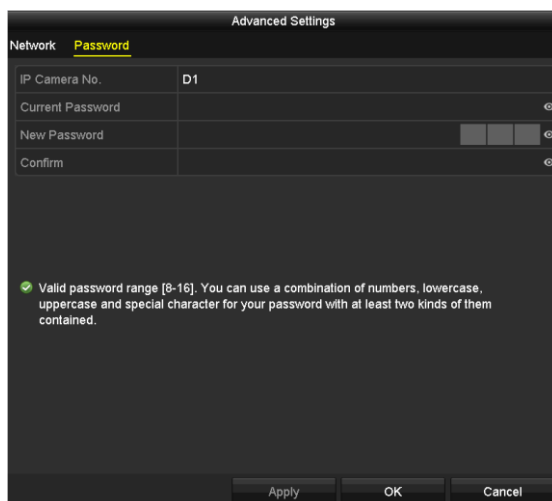 Advanced Settings
Network Password
IP Camera No. D1
Current Password
New Password
Confirm
Valid password range [8-16]. You can use a combination of numbers, lowercase,
uppercase and special character for your password with at least two kinds of them
contained.
Apply OK Cancel